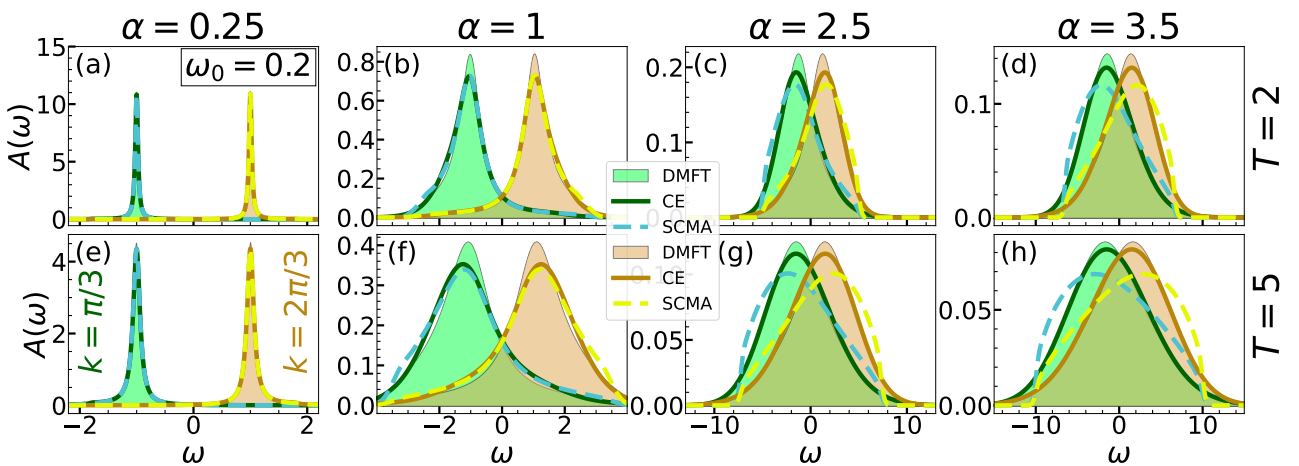 α = 0.25
α = 1
α = 2.5
α = 3.5
(a)
ω₀ = 0.2
A(ω)
15
10
5
0
(b)
0.8
0.6
0.4
0.2
0.0
(c)
0.2
0.1
(d)
0.1
0.0
T = 2
DMFT
CE
SCMA
DMFT
CE
SCMA
(e)
k = π/3
k = 2π/3
A(ω)
4
2
0
−2
0
2
ω
(f)
0.4
0.3
0.2
0.1
0.0
−2
0
2
ω
(g)
0.05
0.00
−10
0
10
ω
(h)
0.05
0.00
−10
0
10
ω
T = 5